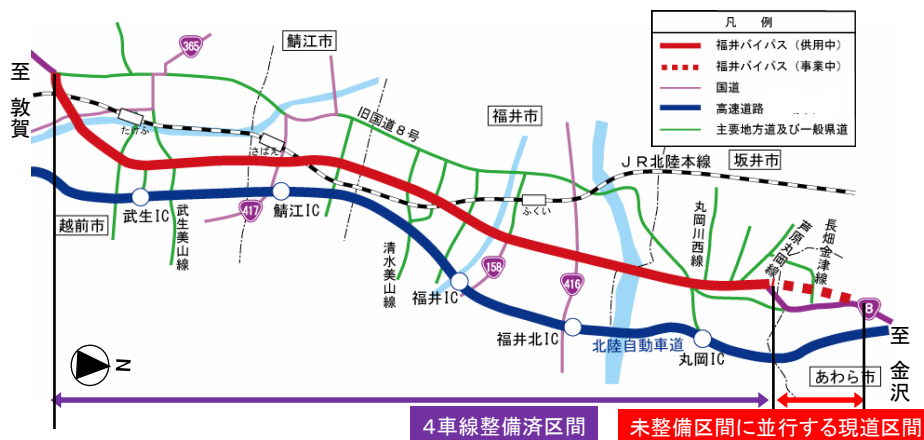 凡 例
福井バイパス（供用中）
福井バイパス（事業中）
国道
高速道路
主要地方道及び一般県道
至 敦賀
365
鯖江市
旧国道８号
福井市
ＪＲ北陸本線
坂井市
たけふ
さばえ
ふくい
越前市
武生IC
武生美山線
417
鯖江IC
清水美山線
福井IC
158
416
福井北IC
北陸自動車道
丸岡川西線
丸岡IC
芦原丸岡線
長畑金津線
8
至 金沢
あわら市
N
４車線整備済区間
未整備区間に並行する現道区間